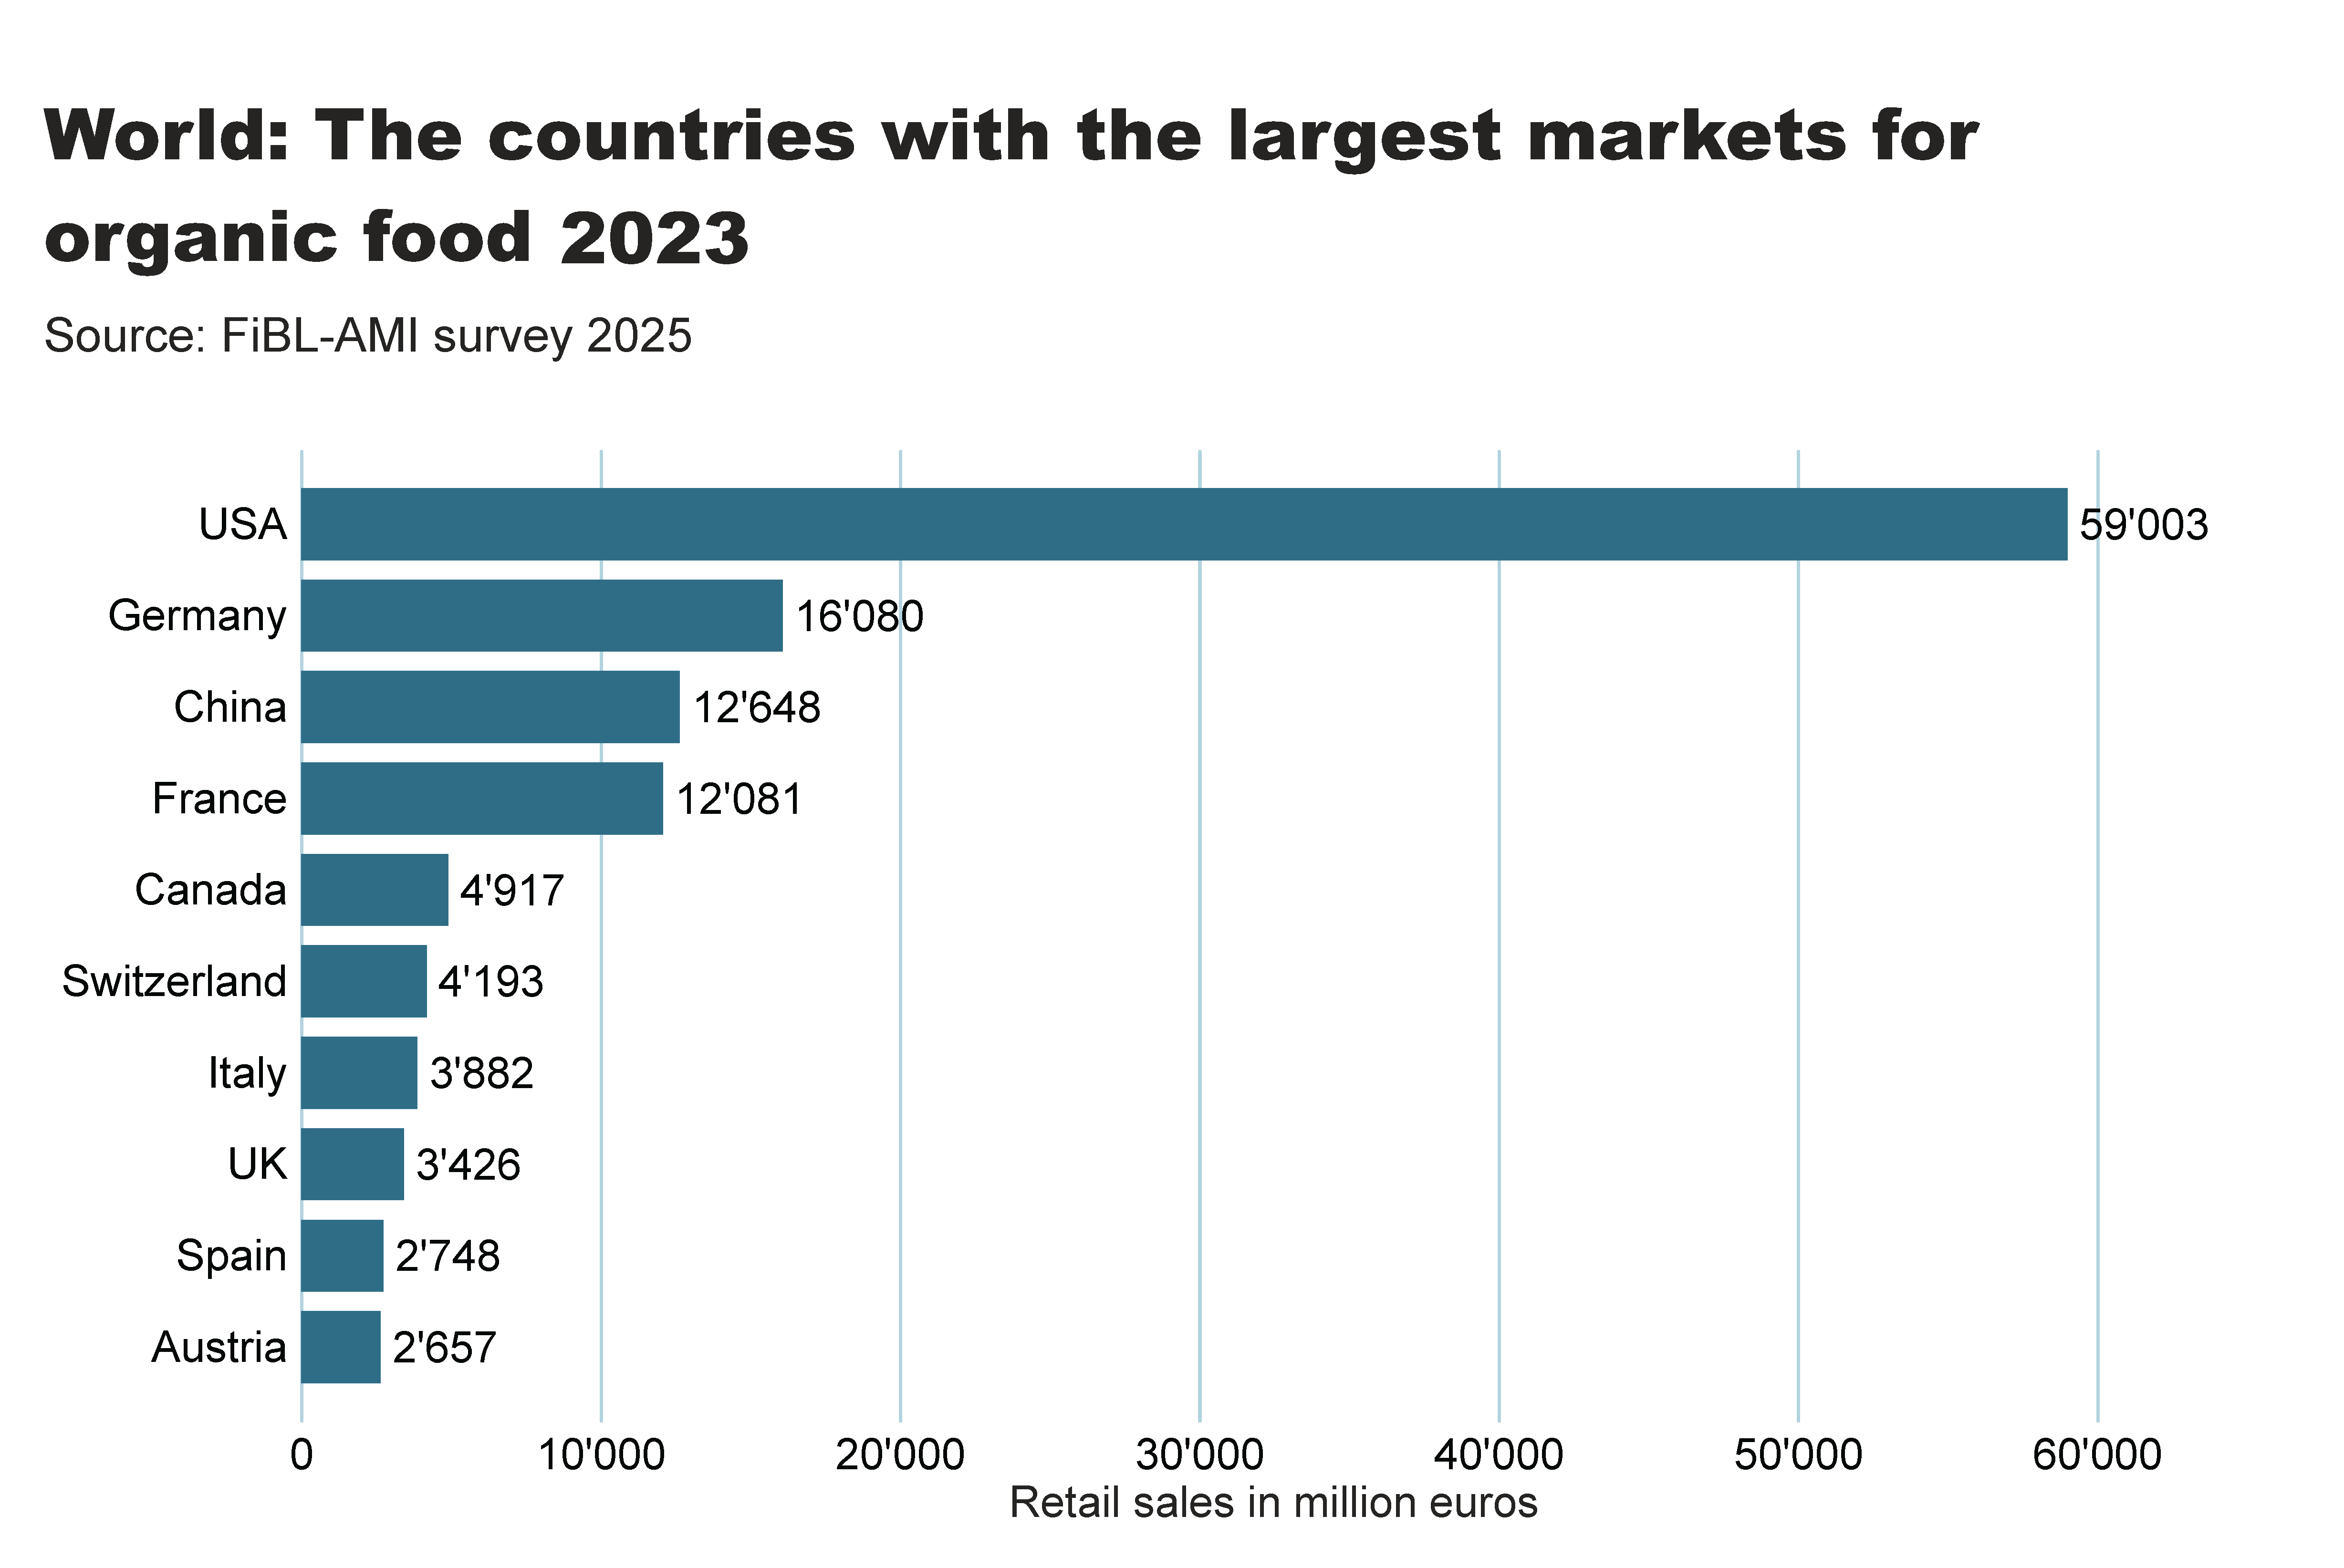 World: The countries with the largest markets for
organic food 2023
Source: FiBL-AMI survey 2025
USA 59'003
Germany 16'080
China 12'648
France 12'081
Canada 4'917
Switzerland 4'193
Italy 3'882
UK 3'426
Spain 2'748
Austria 2'657
0 10'000 20'000 30'000 40'000 50'000 60'000
Retail sales in million euros